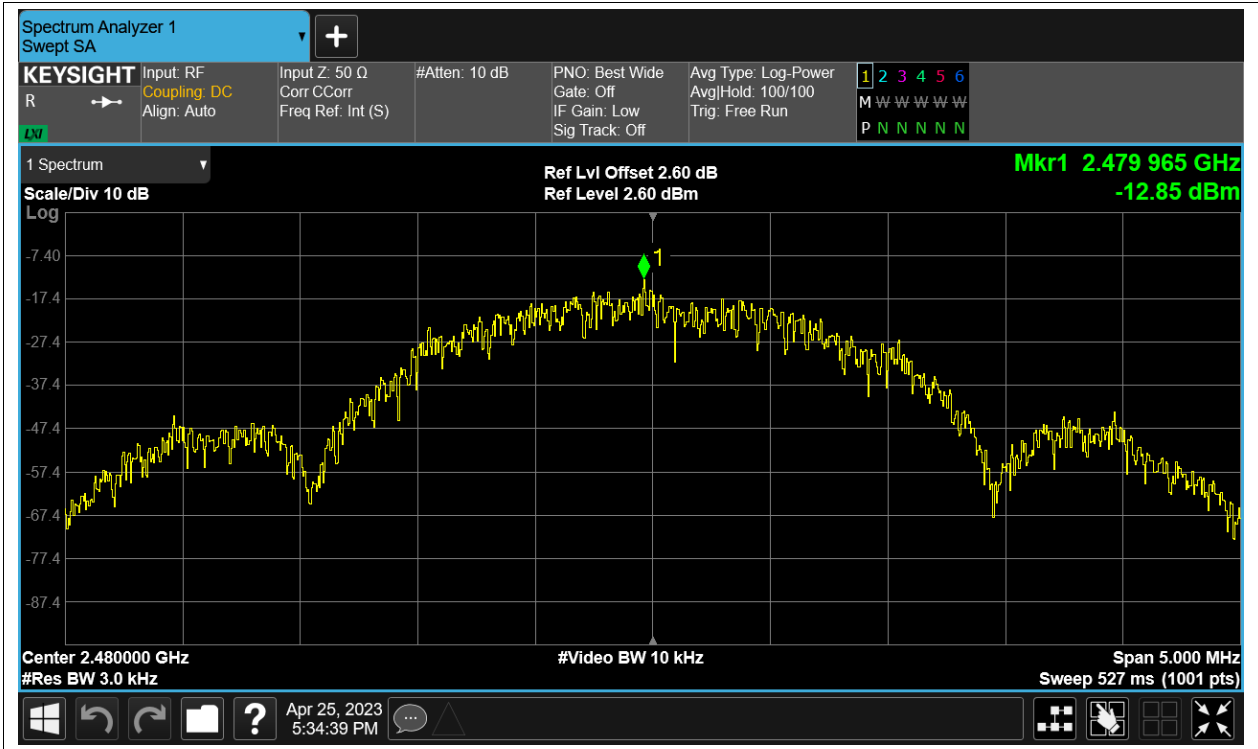 Spectrum Analyzer 1
Swept SA
KEYSIGHT
R
LXI
Input: RF
Coupling: DC
Align: Auto
Input Z: 50 Ω
Corr CCorr
Freq Ref: Int (S)
#Atten: 10 dB
PNO: Best Wide
Gate: Off
IF Gain: Low
Sig Track: Off
Avg Type: Log-Power
Avg|Hold: 100/100
Trig: Free Run
1 2 3 4 5 6
M W W W W W
P N N N N N
1 Spectrum
Scale/Div 10 dB
Log
Ref Lvl Offset 2.60 dB
Ref Level 2.60 dBm
Mkr1 2.479 965 GHz
-12.85 dBm
1
-7.40
-17.4
-27.4
-37.4
-47.4
-57.4
-67.4
-77.4
-87.4
Center 2.480000 GHz
#Res BW 3.0 kHz
#Video BW 10 kHz
Span 5.000 MHz
Sweep 527 ms (1001 pts)
?
Apr 25, 2023
5:34:39 PM